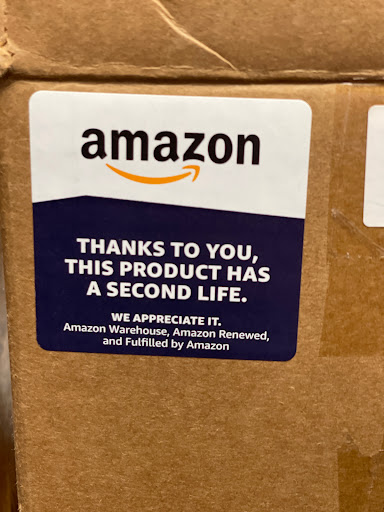 amazon
THANKS TO YOU,
THIS PRODUCT HAS
A SECOND LIFE.
WE APPRECIATE IT.
Amazon Warehouse, Amazon Renewed,
and Fulfilled by Amazon